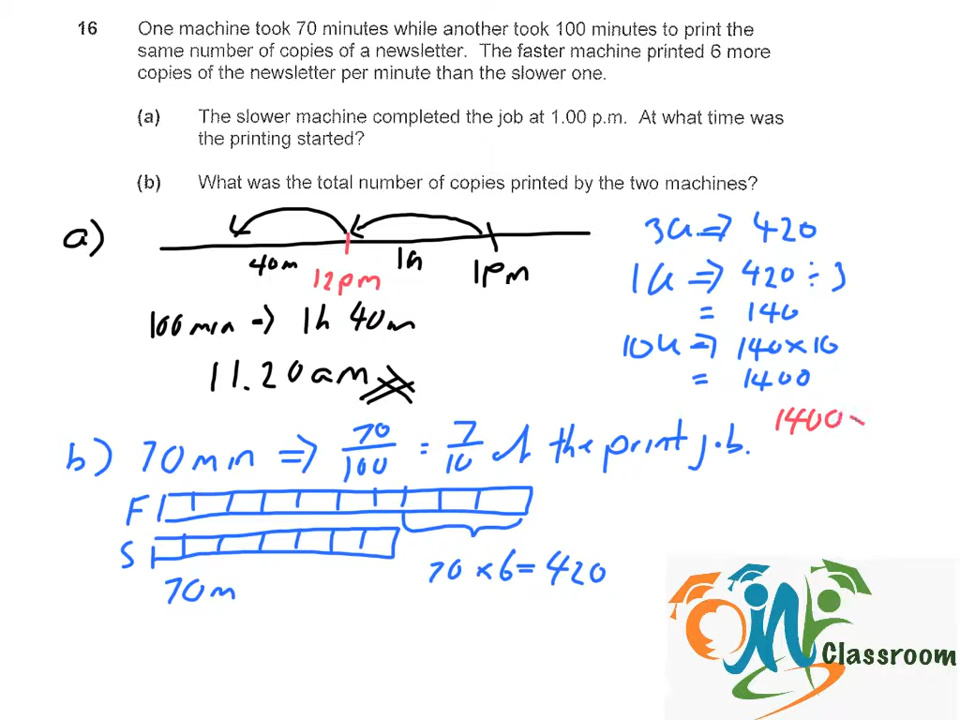 16 One machine took 70 minutes while another took 100 minutes to print the
same number of copies of a newsletter. The faster machine printed 6 more
copies of the newsletter per minute than the slower one.
(a) The slower machine completed the job at 1.00 p.m. At what time was
the printing started?
(b) What was the total number of copies printed by the two machines?
a)
40m 12pm 1h 1pm
100 min => 1h 40m
11.20am
3u => 420
1u => 420 ÷ 3
= 140
10u => 140 x 10
= 1400
1400
b) 70 min => 70/100 = 7/10 of the print job.
F
S
70m
70 x 6 = 420
ONE
Classroom